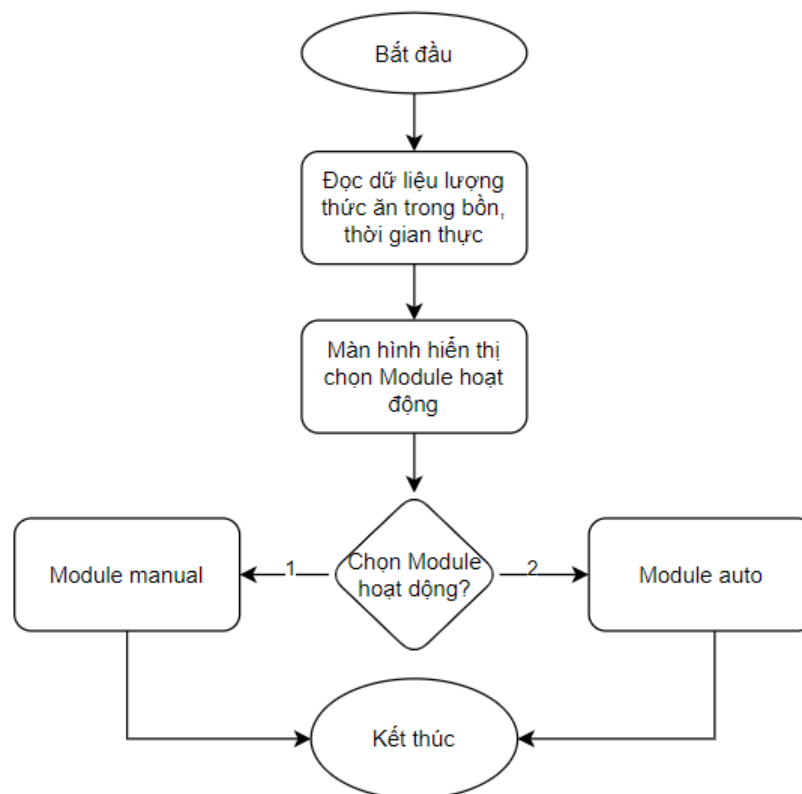 Bắt đầu
Đọc dữ liệu lượng
thức ăn trong bồn,
thời gian thực
Màn hình hiển thị
chọn Module hoạt
động
Chọn Module
hoạt dộng?
1
2
Module manual
Module auto
Kết thúc